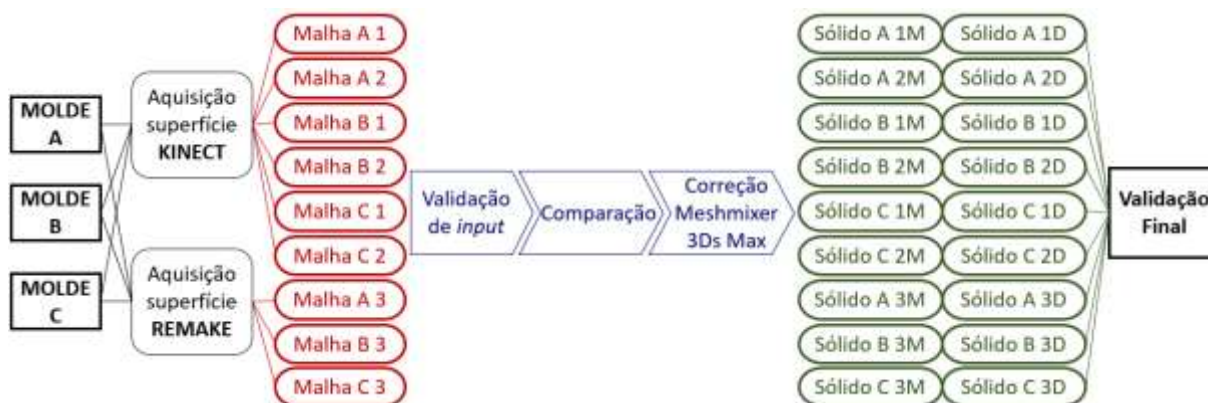 MOLDE
A
MOLDE
B
MOLDE
C
Aquisição
superfície
KINECT
Aquisição
superfície
REMAKE
Malha A 1
Malha A 2
Malha B 1
Malha B 2
Malha C 1
Malha C 2
Malha A 3
Malha B 3
Malha C 3
Validação
de input
Comparação
Correção
Meshmixer
3Ds Max
Sólido A 1M
Sólido A 1D
Sólido A 2M
Sólido A 2D
Sólido B 1M
Sólido B 1D
Sólido B 2M
Sólido B 2D
Sólido C 1M
Sólido C 1D
Sólido C 2M
Sólido C 2D
Sólido A 3M
Sólido A 3D
Sólido B 3M
Sólido B 3D
Sólido C 3M
Sólido C 3D
Validação
Final